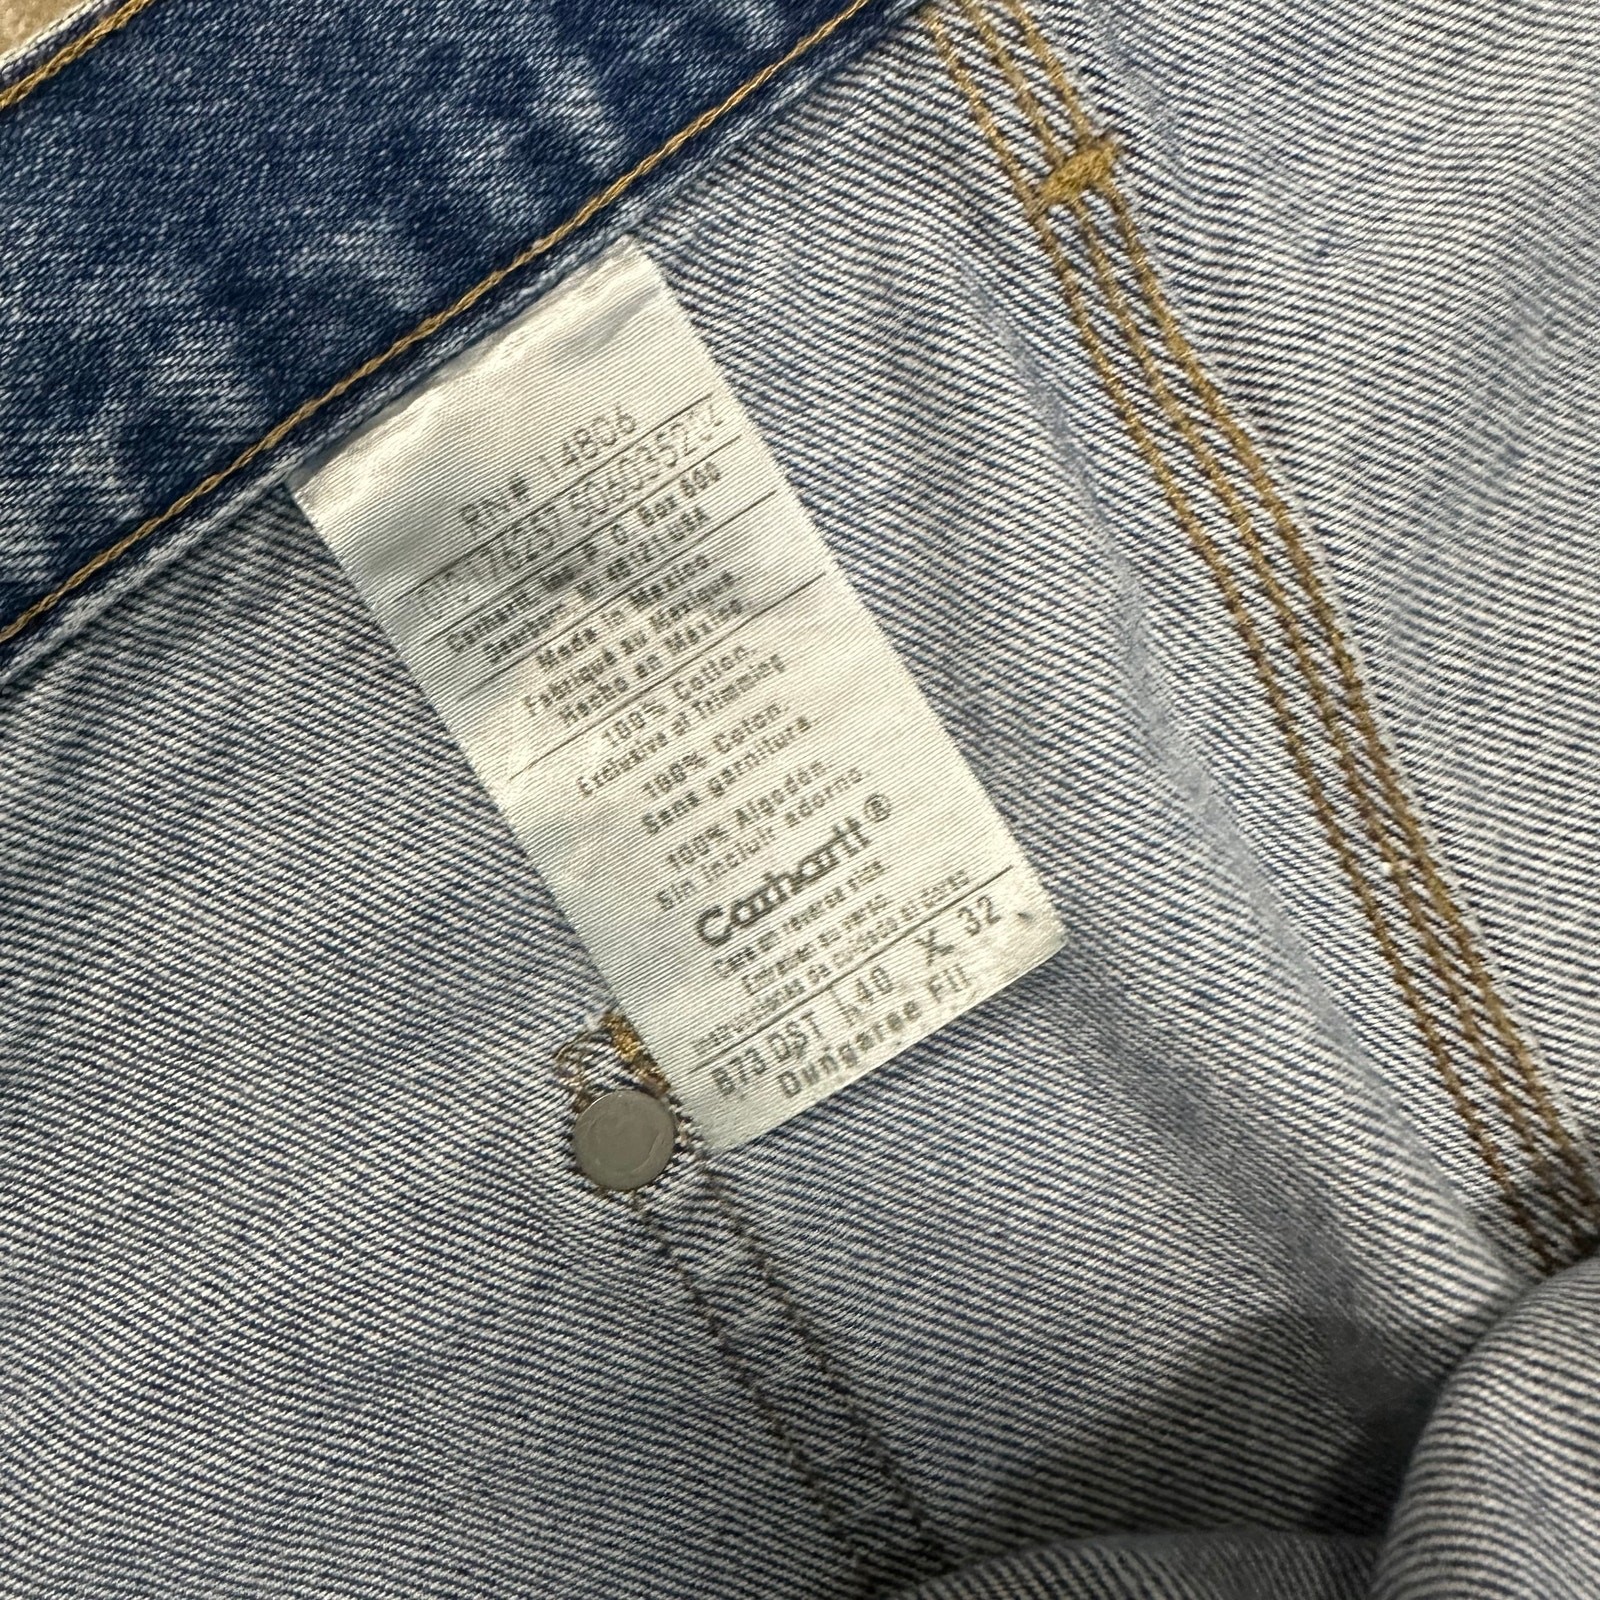 RN# 14806
Carhartt, Inc. P O Box 600
Dearborn, MI 48121 USA
Made in Mexico
Fabriqué au Mexique
Hecho en México
100% Cotton,
Exclusive of Trimming
100% Coton,
Sans garniture
100% Algodón,
Sin incluir adorno
Carhartt®
Care on reverse side
Entretien au verso
Instrucciones de cuidado al dorso
B73 DST 40 X 32
Dungaree Fit